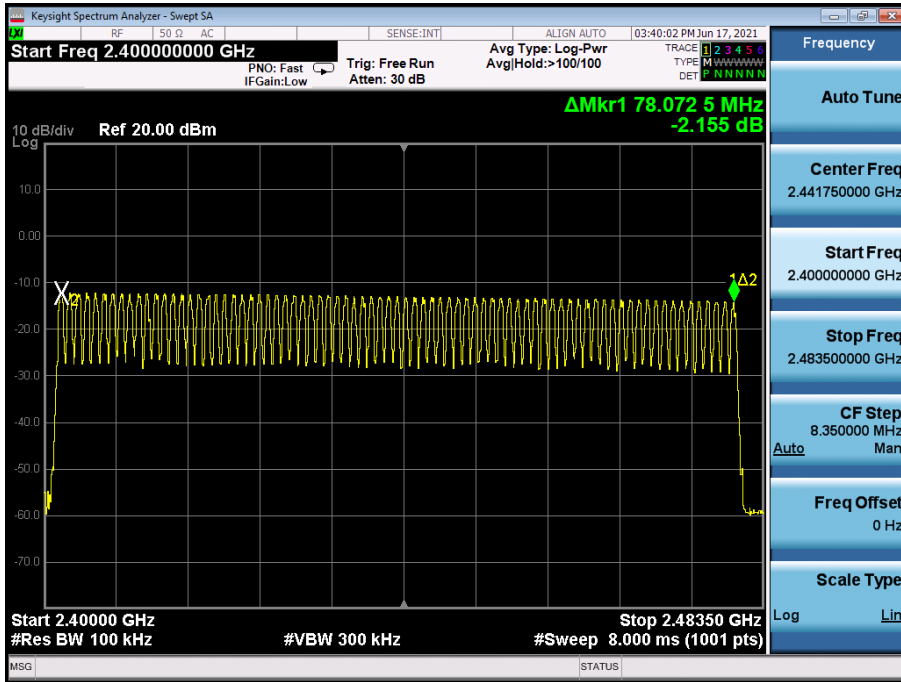 Keysight Spectrum Analyzer - Swept SA
LXI RF 50 Ω AC SENSE:INT ALIGN AUTO 03:40:02 PM Jun 17, 2021
Start Freq 2.400000000 GHz
PNO: Fast
IFGain:Low
Trig: Free Run
Atten: 30 dB
Avg Type: Log-Pwr
Avg|Hold:>100/100
TRACE 1 2 3 4 5 6
TYPE M W W W W W
DET P N N N N N
ΔMkr1 78.072 5 MHz
-2.155 dB
10 dB/div Ref 20.00 dBm
Log
10.0
0.00
-10.0
-20.0
-30.0
-40.0
-50.0
-60.0
-70.0
X2
1Δ2
Start 2.40000 GHz Stop 2.48350 GHz
#Res BW 100 kHz #VBW 300 kHz #Sweep 8.000 ms (1001 pts)
MSG STATUS
Frequency
Auto Tune
Center Freq
2.441750000 GHz
Start Freq
2.400000000 GHz
Stop Freq
2.483500000 GHz
CF Step
8.350000 MHz
Auto Man
Freq Offset
0 Hz
Scale Type
Log Lin